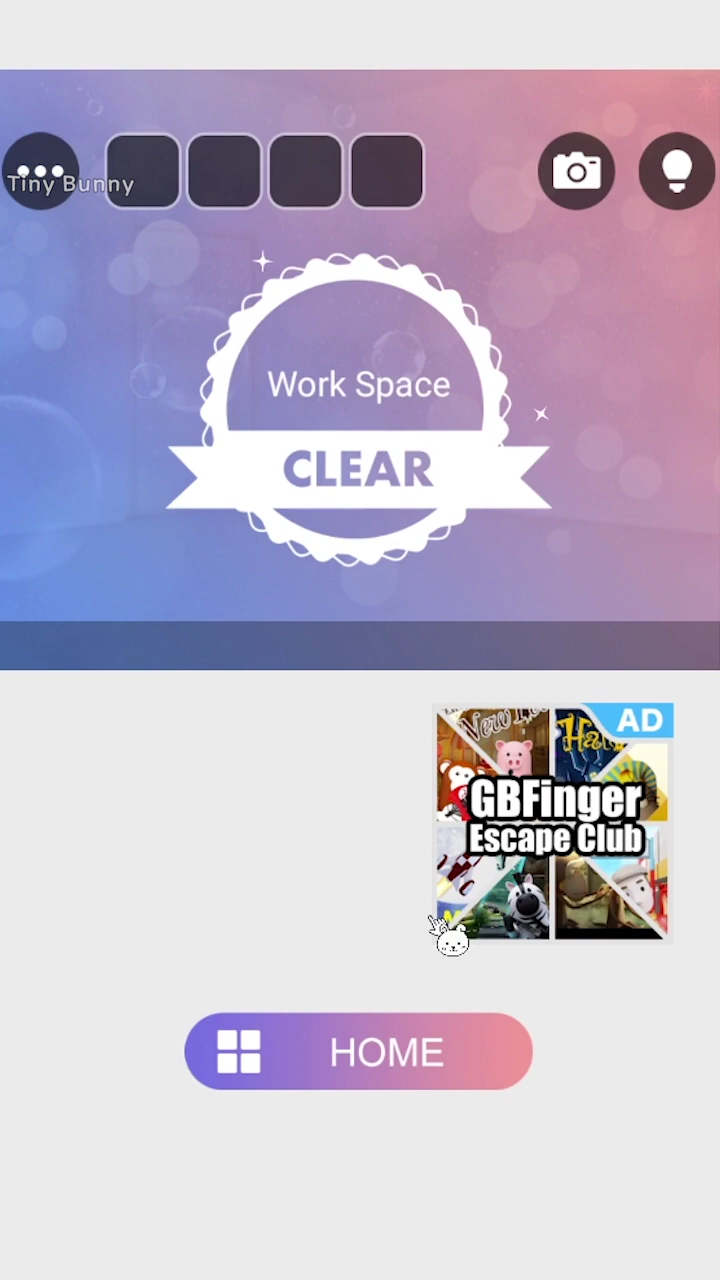 Tiny Bunny
Work Space
CLEAR
AD
GBFinger
Escape Club
HOME